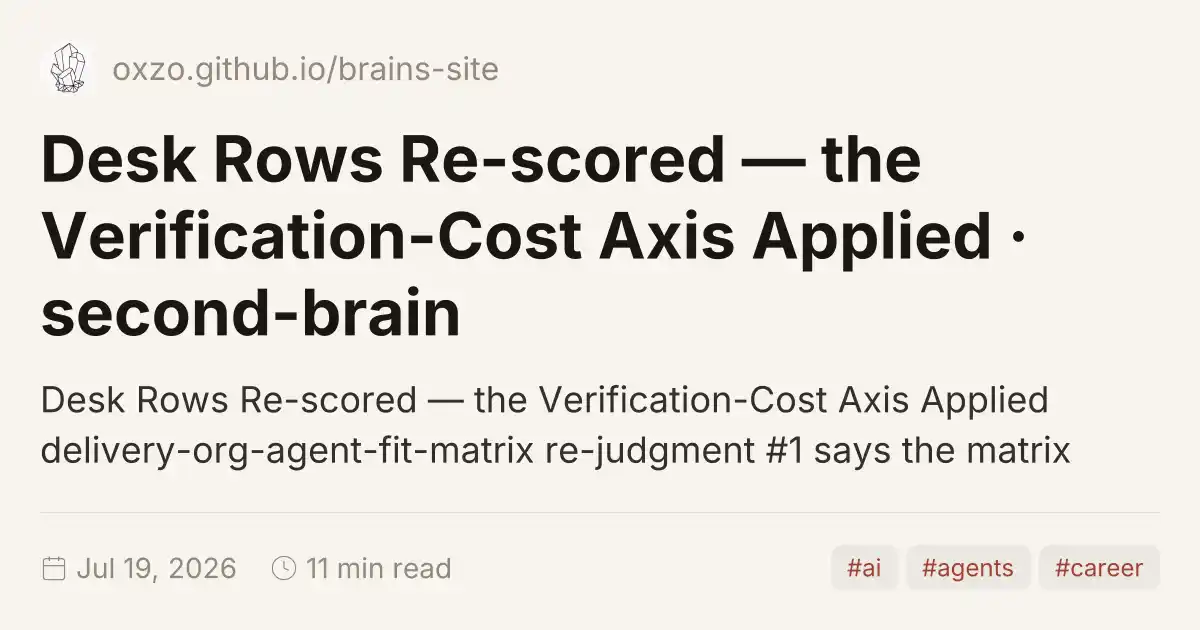 oxzo.github.io/brains-site
Desk Rows Re-scored — the
Verification-Cost Axis Applied ·
second-brain
Desk Rows Re-scored — the Verification-Cost Axis Applied
delivery-org-agent-fit-matrix re-judgment #1 says the matrix
Jul 19, 2026 11 min read #ai #agents #career